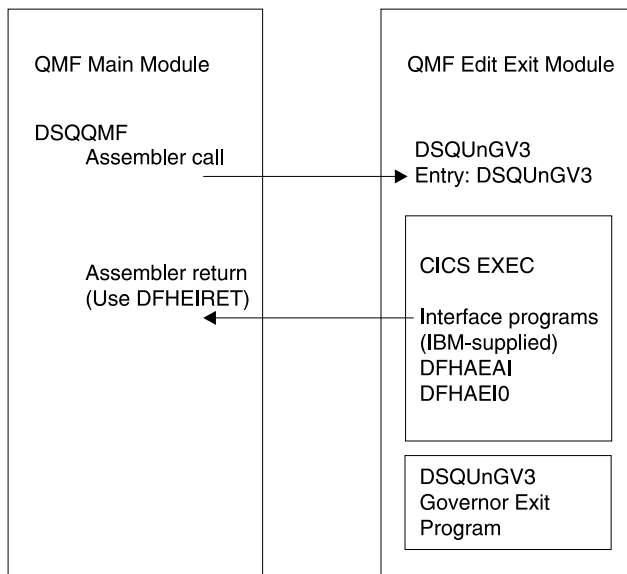 QMF Main Module
DSQQMF
Assembler call
Assembler return
(Use DFHEIRET)
QMF Edit Exit Module
DSQUnGV3
Entry: DSQUnGV3
CICS EXEC
Interface programs
(IBM-supplied)
DFHAEAI
DFHAEI0
DSQUnGV3
Governor Exit
Program